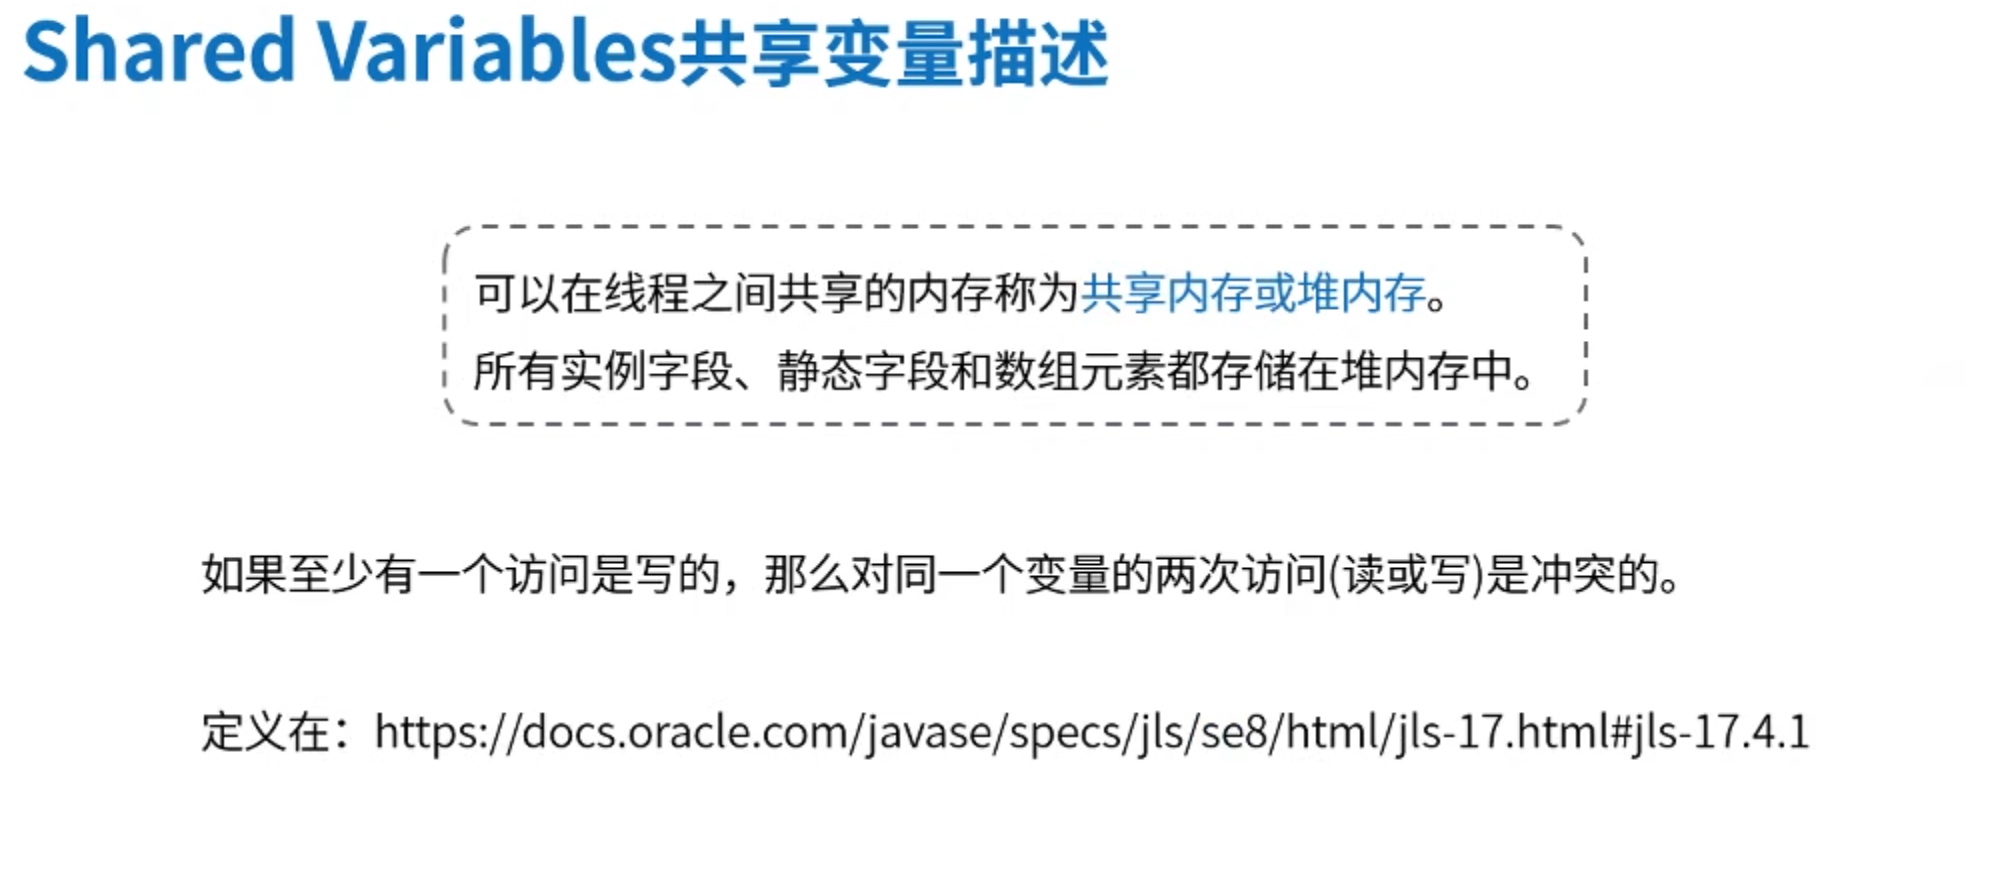 Shared Variables共享变量描述
可以在线程之间共享的内存称为共享内存或堆内存。
所有实例字段、静态字段和数组元素都存储在堆内存中。
如果至少有一个访问是写的，那么对同一个变量的两次访问(读或写)是冲突的。
定义在：https://docs.oracle.com/javase/specs/jls/se8/html/jls-17.html#jls-17.4.1